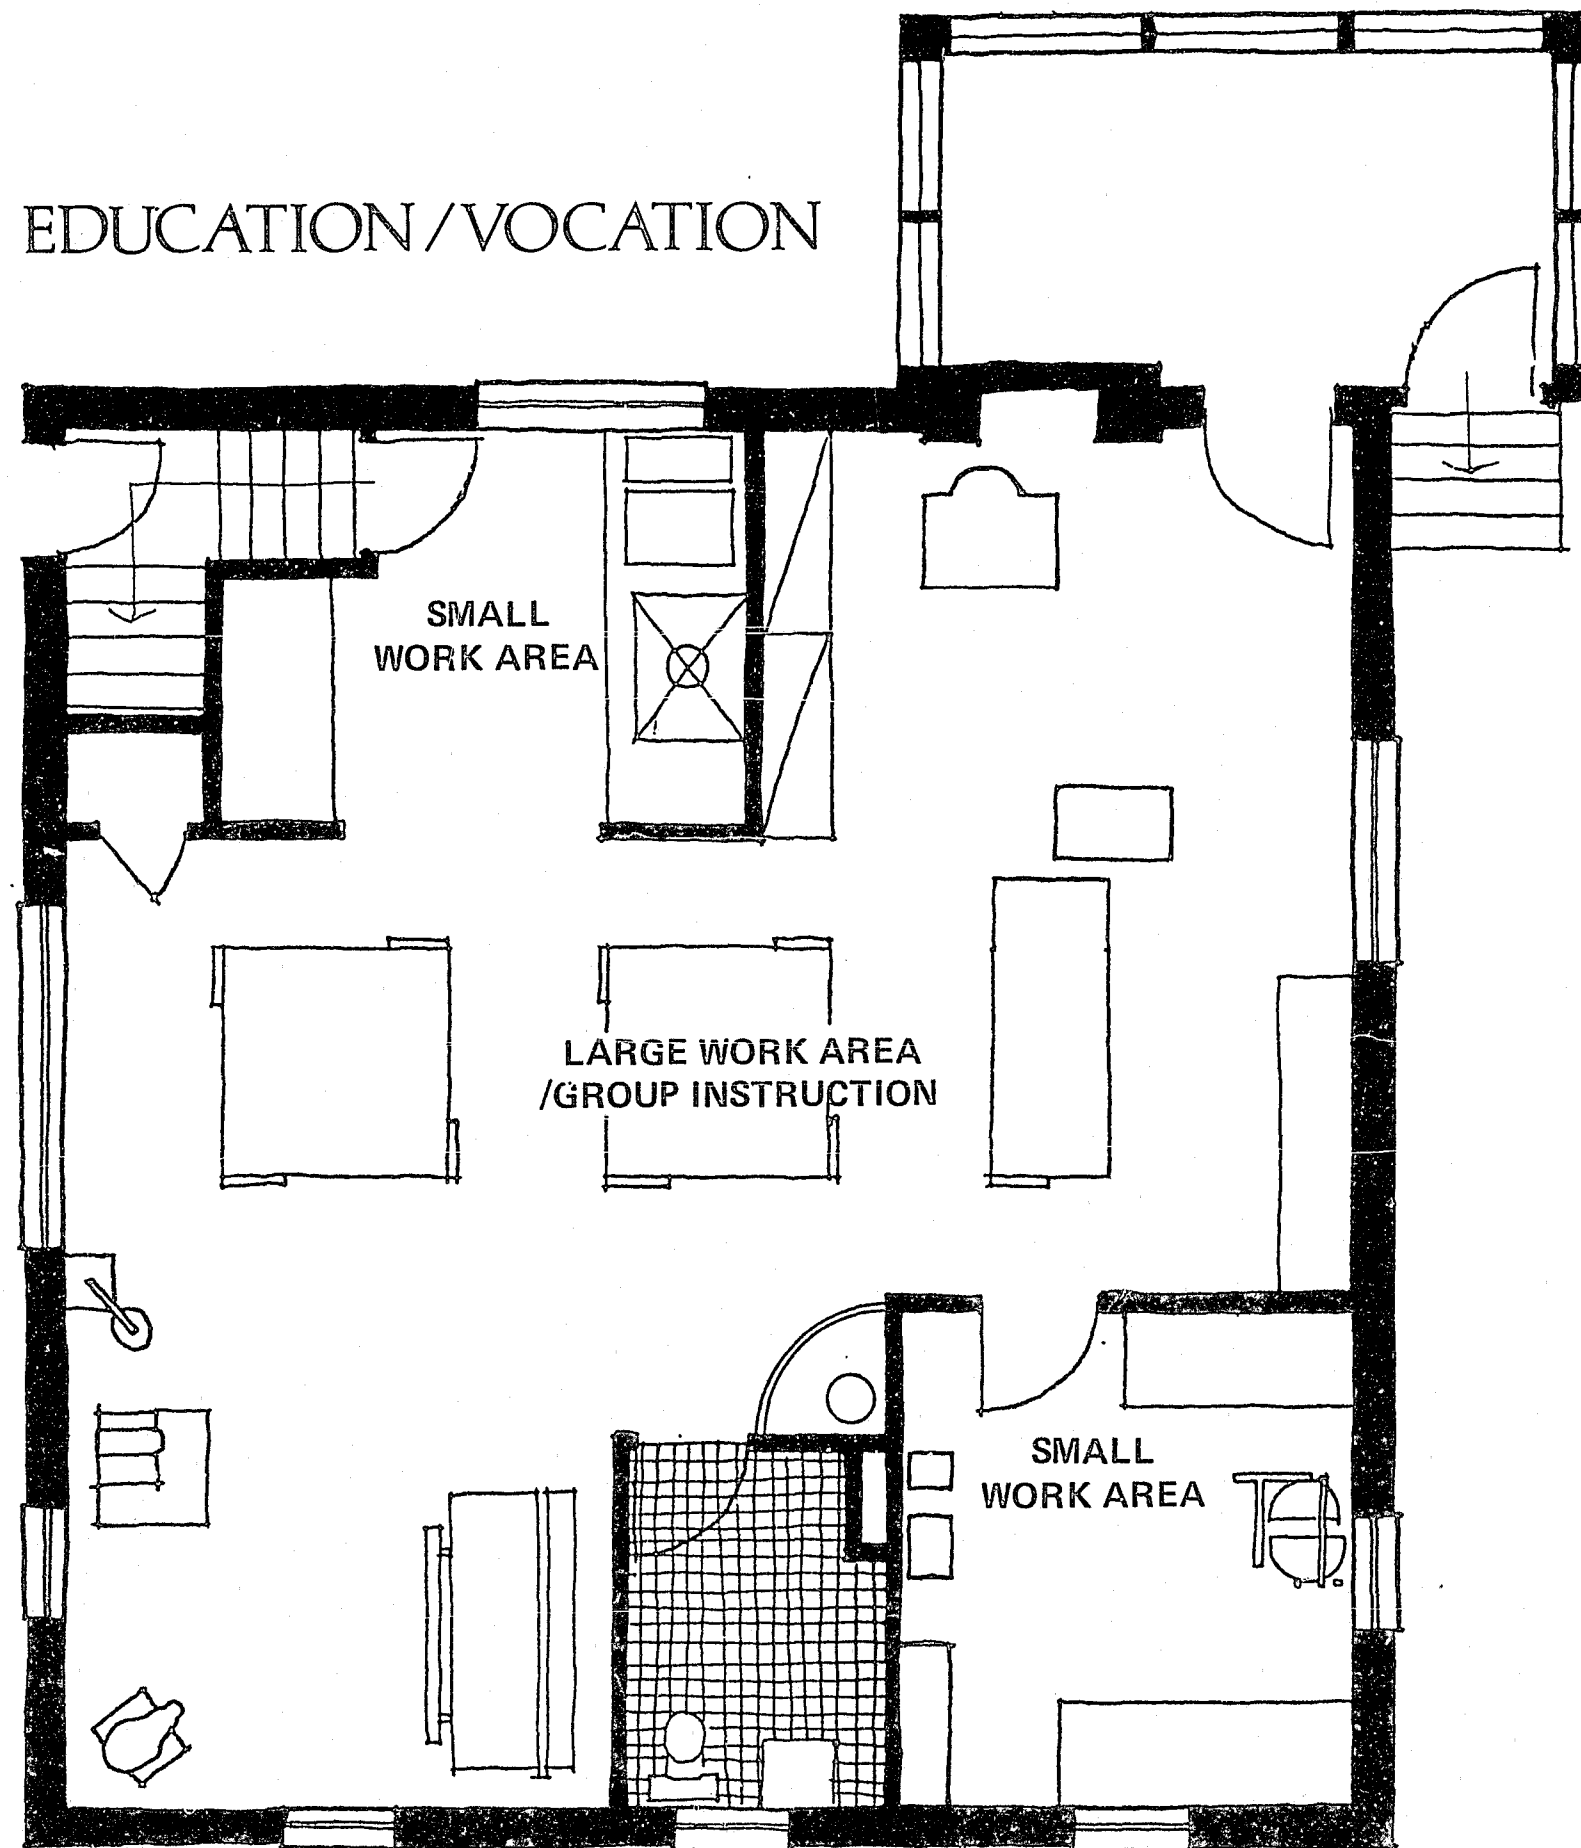 EDUCATION/VOCATION
SMALL
WORK AREA
LARGE WORK AREA
/GROUP INSTRUCTION
SMALL
WORK AREA